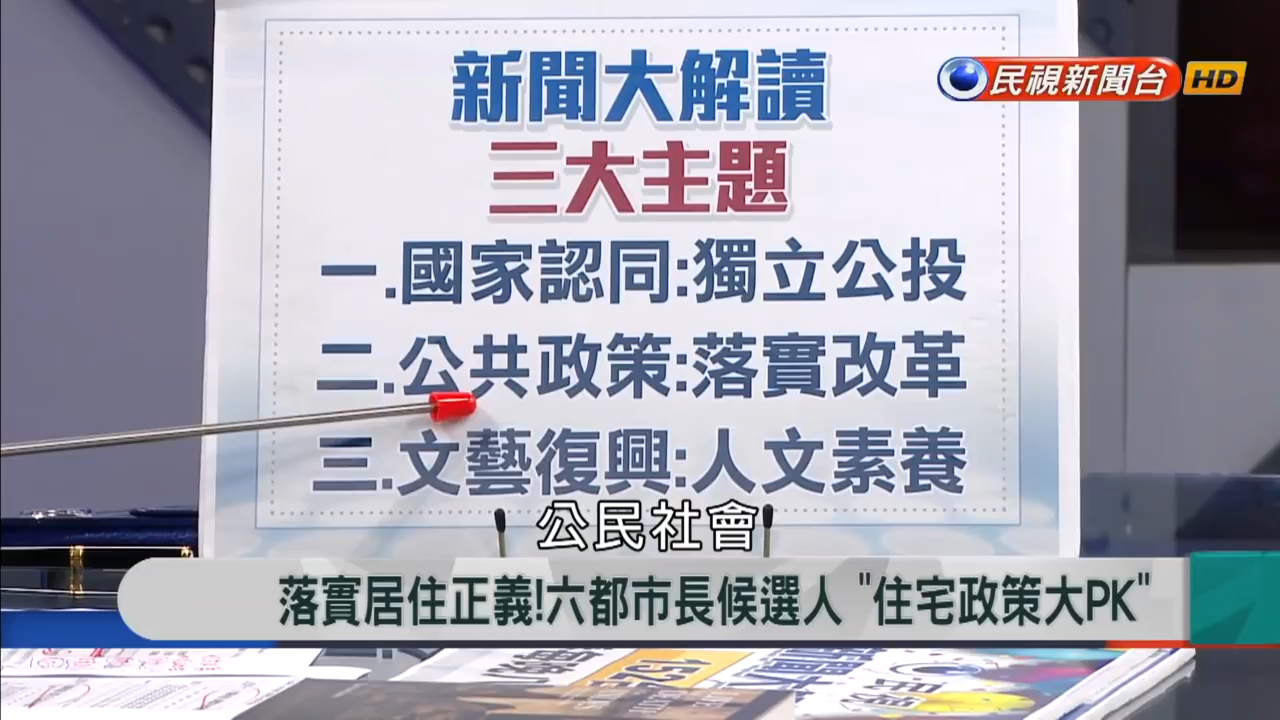 新聞大解讀
民視新聞台 HD
三大主題
一.國家認同:獨立公投
二.公共政策:落實改革
三.文藝復興:人文素養
公民社會
落實居住正義!六都市長候選人 "住宅政策大PK"
132